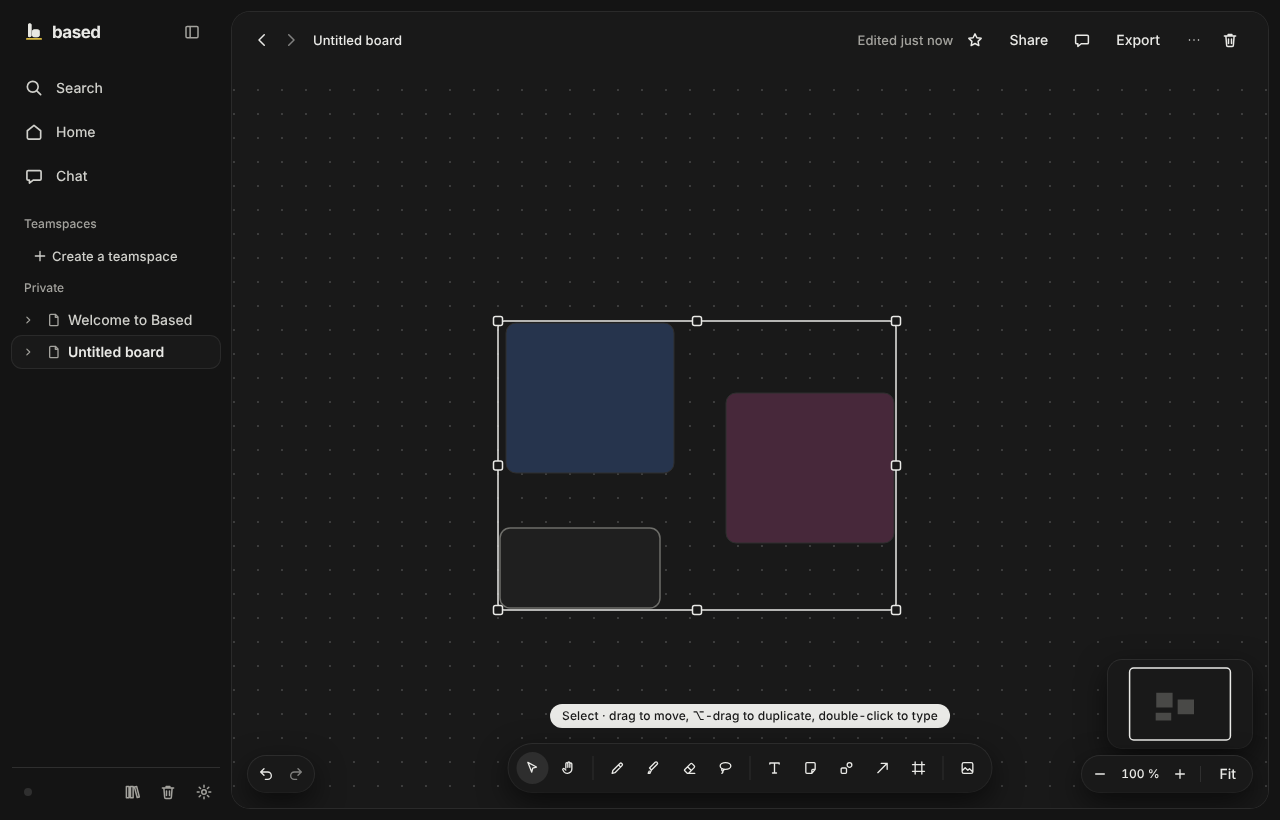 based
Untitled board
Edited just now
Share
Export
Search
Home
Chat
Teamspaces
Create a teamspace
Private
Welcome to Based
Untitled board
Select · drag to move, ⌥-drag to duplicate, double-click to type
100 %
Fit